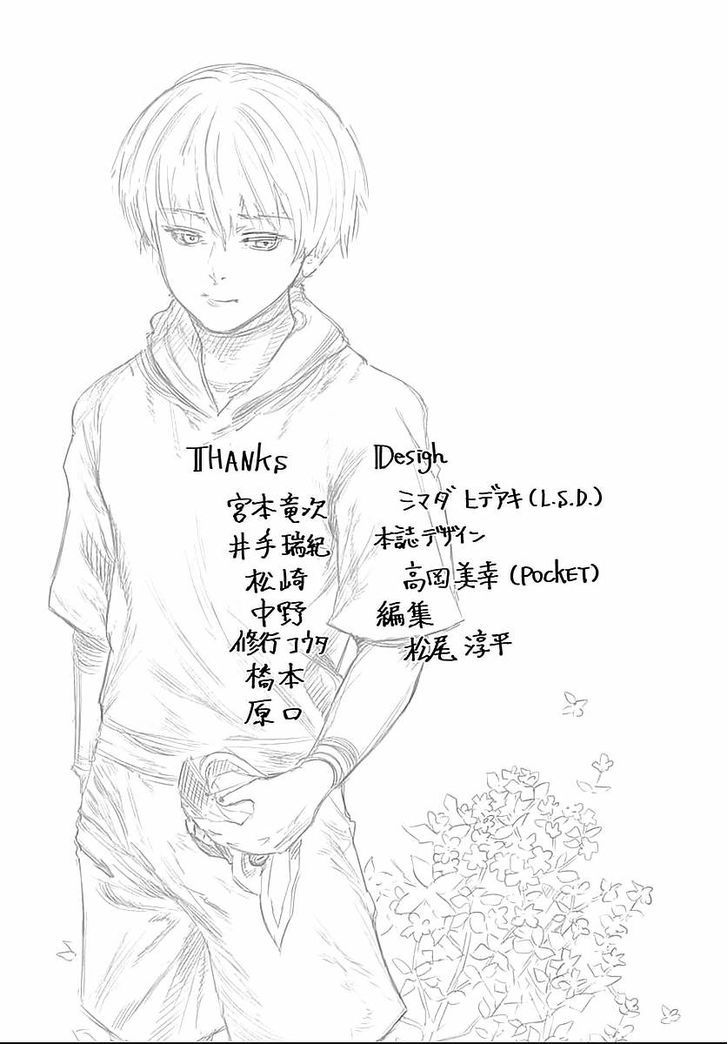 THANKS
宮本竜次
井手瑞紀
松崎
中野
修行コウタ
橋本
原口
Design
シマダ ヒデアキ(L.S.D.)
本誌デザイン
高岡美幸(POCKET)
編集
松尾淳平